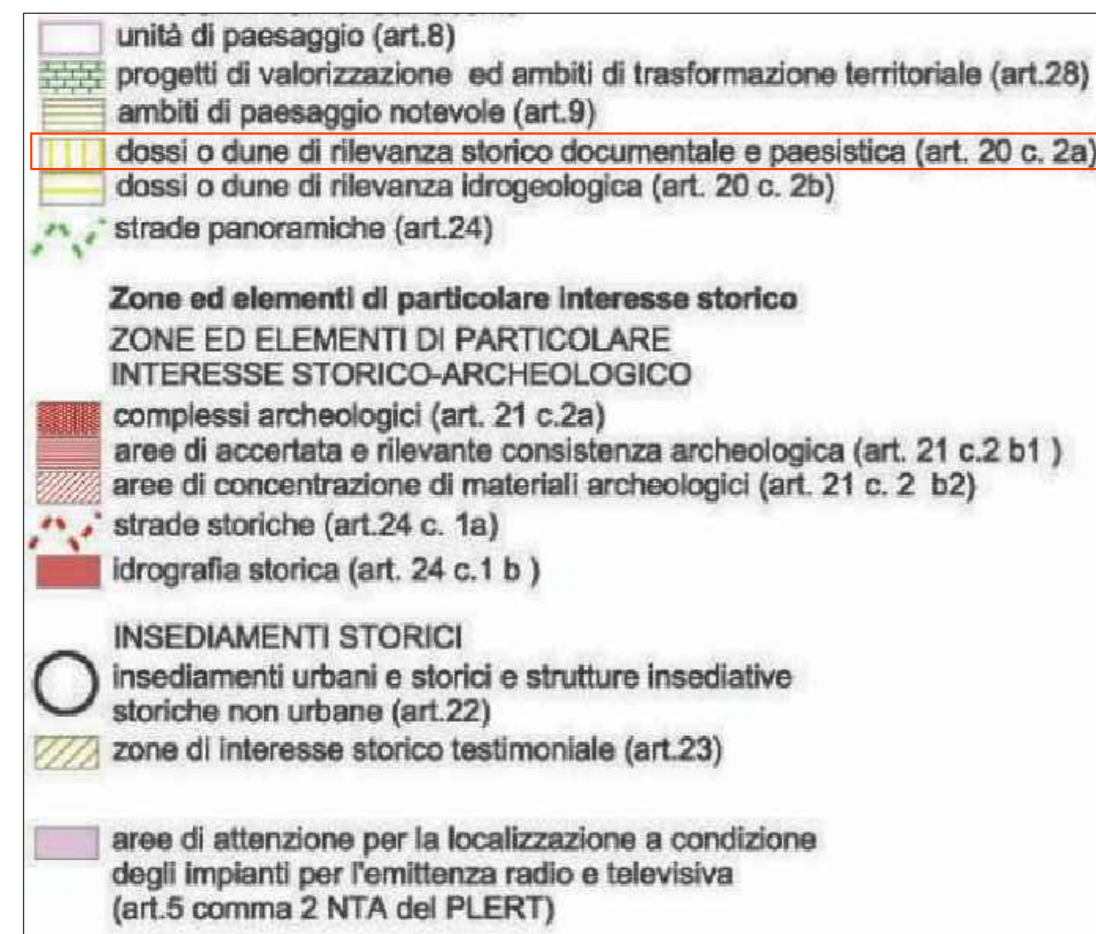 unità di paesaggio (art.8)
progetti di valorizzazione ed ambiti di trasformazione territoriale (art.28)
ambiti di paesaggio notevole (art.9)
dossi o dune di rilevanza storico documentale e paesistica (art. 20 c. 2a)
dossi o dune di rilevanza idrogeologica (art. 20 c. 2b)
strade panoramiche (art.24)
Zone ed elementi di particolare interesse storico
ZONE ED ELEMENTI DI PARTICOLARE
INTERESSE STORICO-ARCHEOLOGICO
complessi archeologici (art. 21 c.2a)
aree di accertata e rilevante consistenza archeologica (art. 21 c.2 b1 )
aree di concentrazione di materiali archeologici (art. 21 c. 2 b2)
strade storiche (art.24 c. 1a)
idrografia storica (art. 24 c.1 b )
INSEDIAMENTI STORICI
insediamenti urbani e storici e strutture insediative
storiche non urbane (art.22)
zone di interesse storico testimoniale (art.23)
aree di attenzione per la localizzazione a condizione
degli impianti per l'emittenza radio e televisiva
(art.5 comma 2 NTA del PLERT)